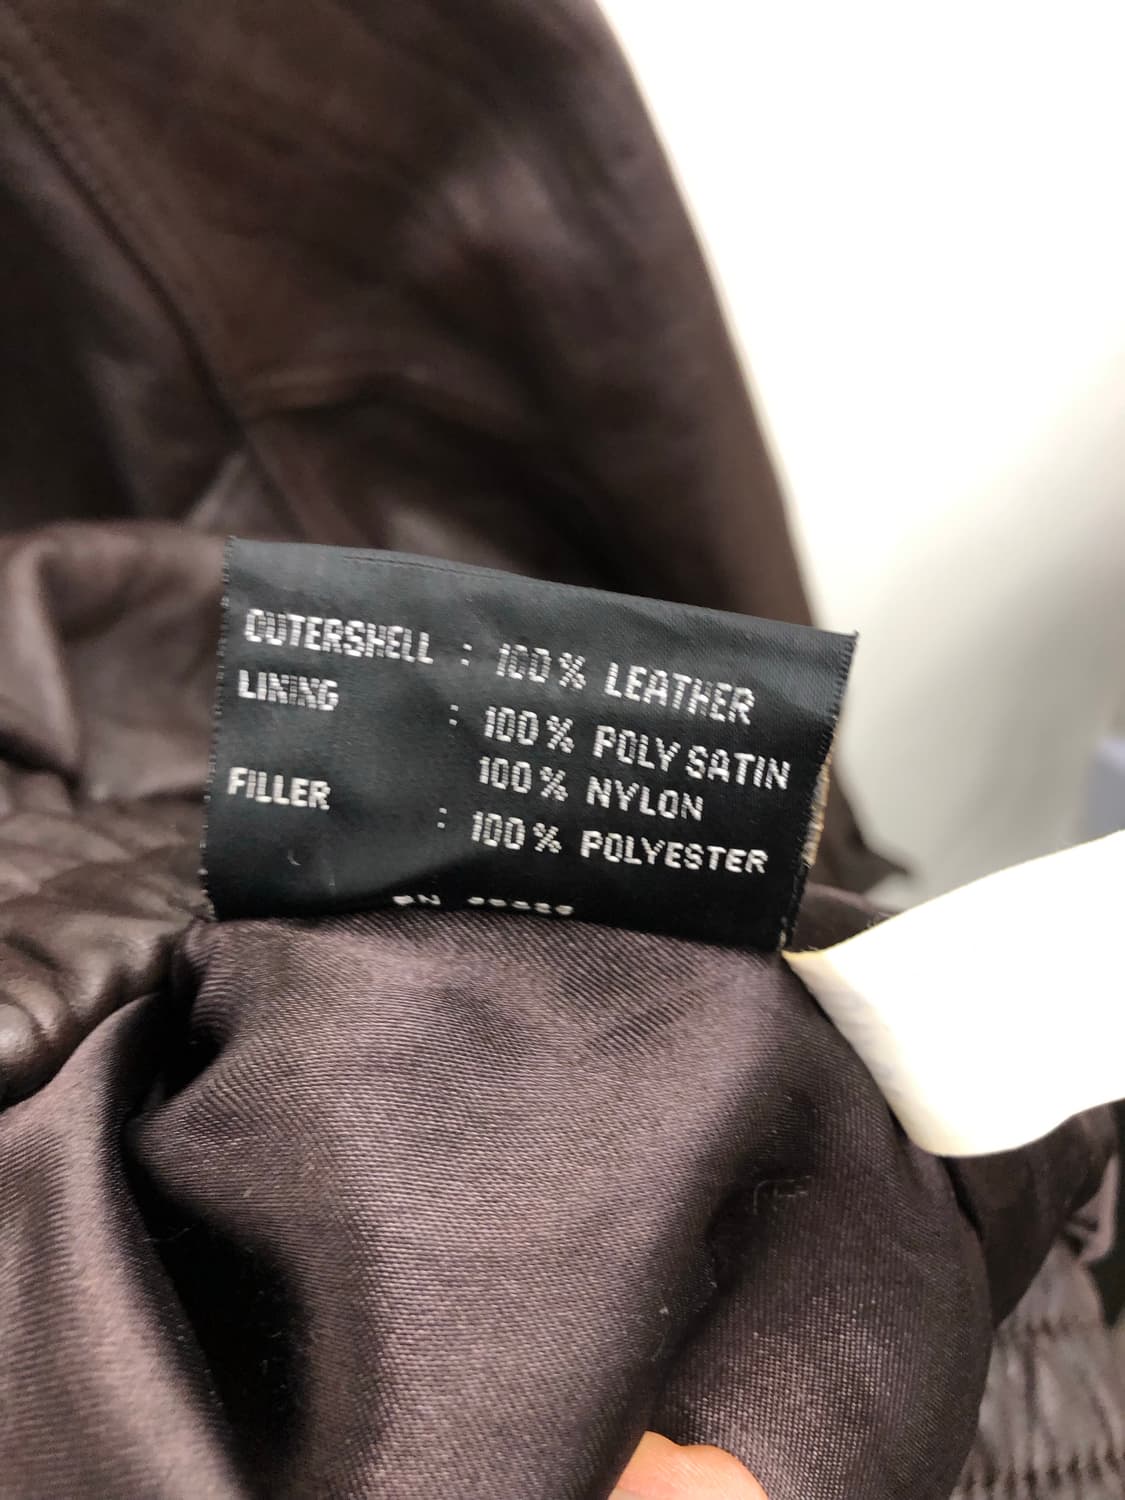 OUTERSHELL : 100% LEATHER
LINING : 100% POLY SATIN
100% NYLON
FILLER : 100% POLYESTER